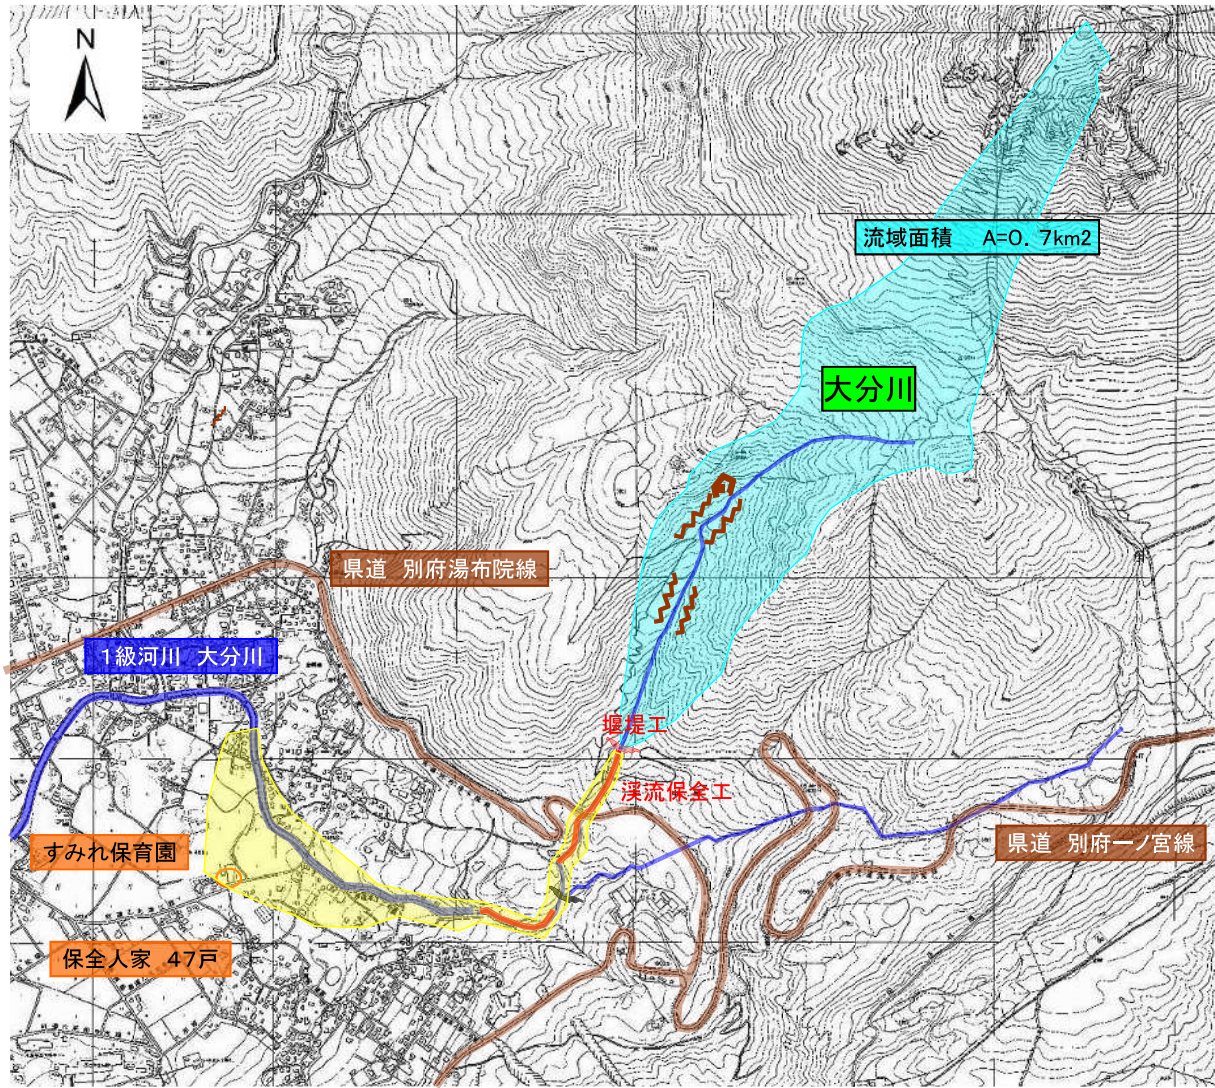 N
流域面積 A=0.7km2
大分川
県道 別府湯布院線
1級河川 大分川
堰堤工
渓流保全工
県道 別府一ノ宮線
すみれ保育園
保全人家 47戸